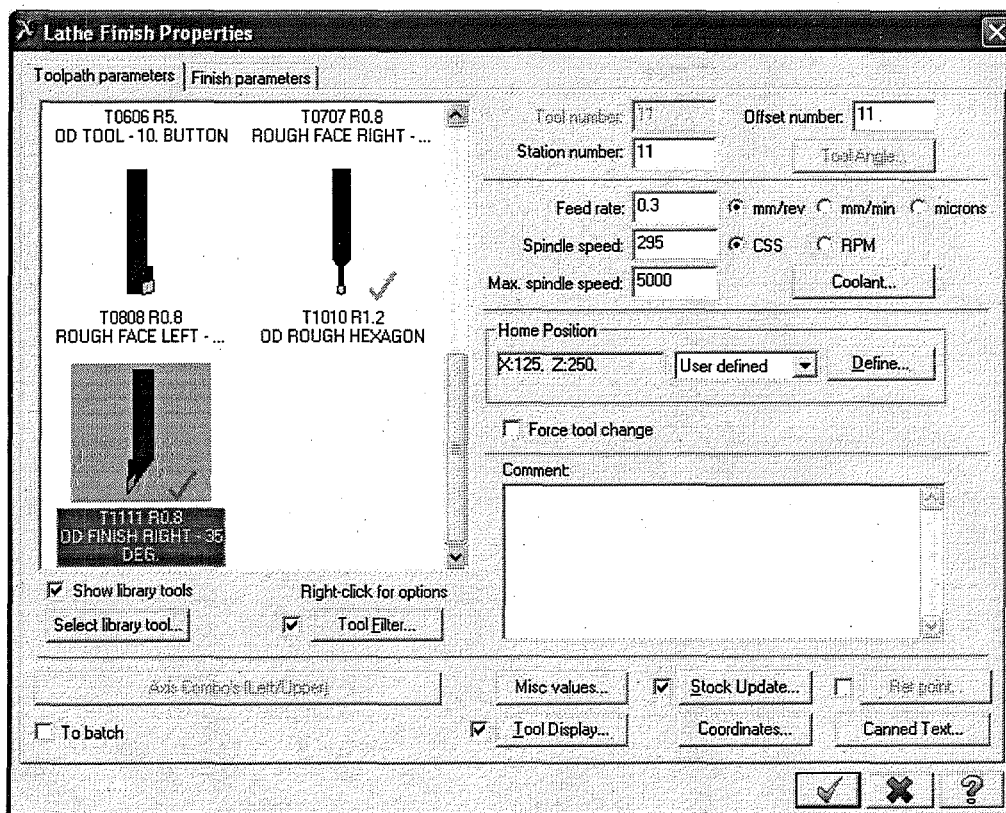 Lathe Finish Properties
Toolpath parameters
Finish parameters
T0606 R5.
OD TOOL - 10. BUTTON
T0707 R0.8
ROUGH FACE RIGHT - ...
T0808 R0.8
ROUGH FACE LEFT - ...
T1010 R1.2
OD ROUGH HEXAGON
T1111 R0.8
OD FINISH RIGHT - 35
DEG.
Show library tools
Right-click for options
Select library tool...
Tool Filter...
Tool number: 11
Offset number: 11
Station number: 11
Tool Angle...
Feed rate: 0.3
mm/rev
mm/min
microns
Spindle speed: 295
CSS
RPM
Max. spindle speed: 5000
Coolant...
Home Position
X:125. Z:250.
User defined
Define...
Force tool change
Comment:
Axis Combo's (Left/Upper)
Misc values...
Stock Update...
Ref point...
To batch
Tool Display...
Coordinates...
Canned Text...